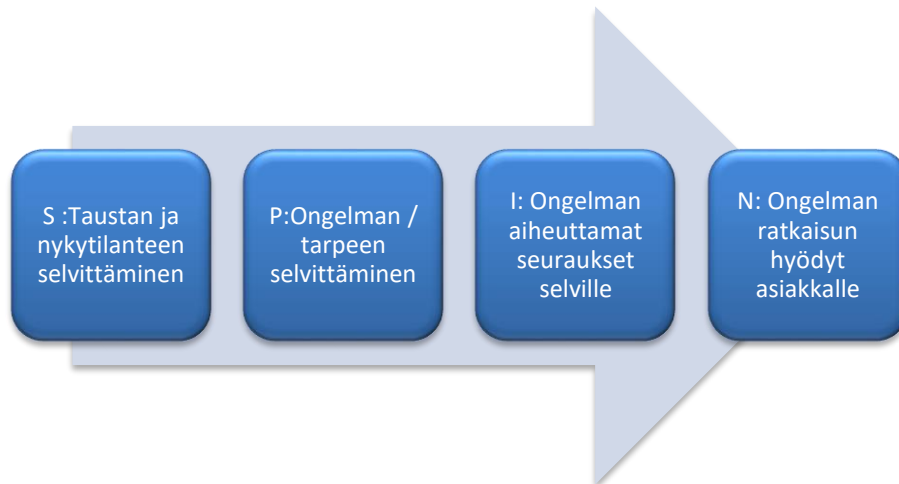 S :Taustan ja
nykytilanteen
selvittäminen
P:Ongelman /
tarpeen
selvittäminen
I: Ongelman
aiheuttamat
seuraukset
selville
N: Ongelman
ratkaisun
hyödyt
asiakkalle